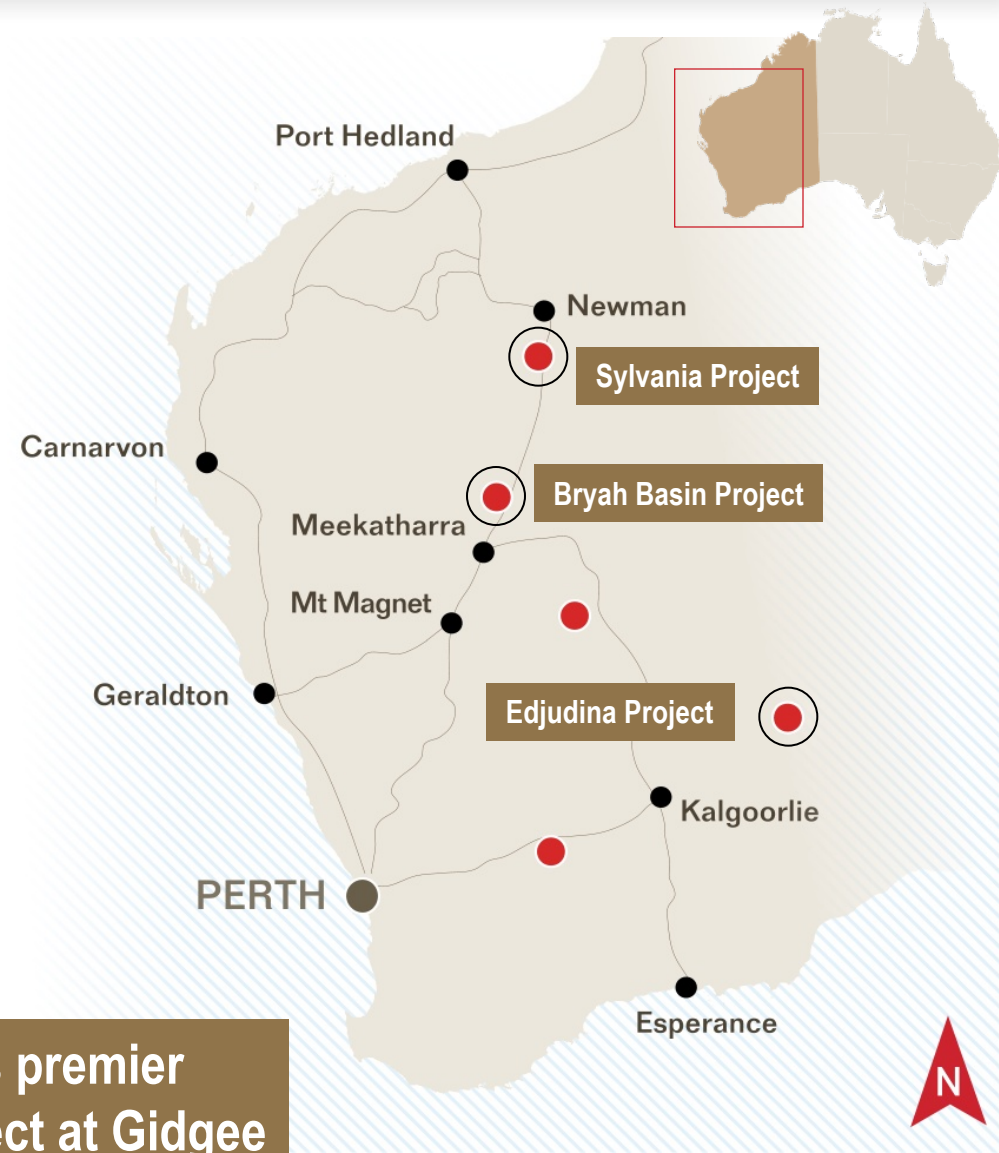 Port Hedland
Newman
Sylvania Project
Carnarvon
Bryah Basin Project
Meekatharra
Mt Magnet
Geraldton
Edjudina Project
Kalgoorlie
PERTH
Esperance
premier
at Gidgee
N